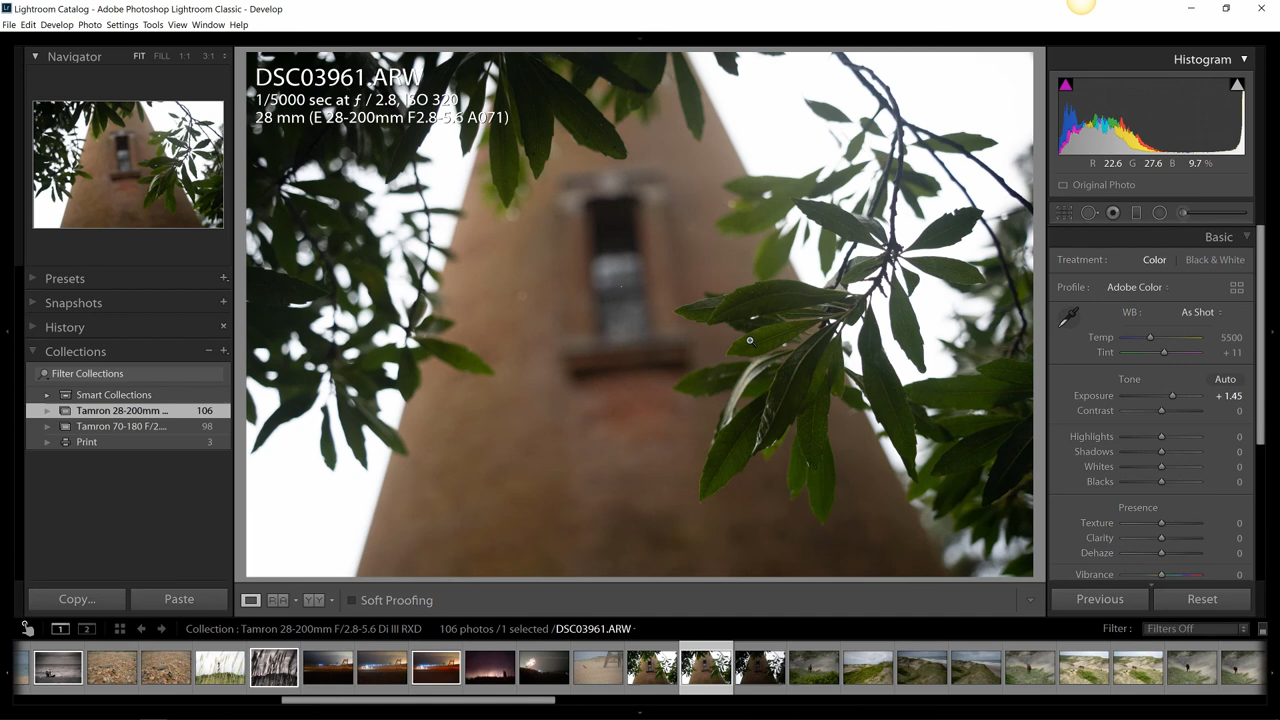 Lightroom Catalog - Adobe Photoshop Lightroom Classic - Develop
File Edit Develop Photo Settings Tools View Window Help
Navigator FIT FILL 1:1 3:1
DSC03961.ARW
1/5000 sec at ƒ / 2.8, ISO 320
28 mm (E 28-200mm F2.8-5.6 A071)
Presets
Snapshots
History
Collections
Filter Collections
Smart Collections
Tamron 28-200mm ... 106
Tamron 70-180 F/2.... 98
Print 3
Copy... Paste
Soft Proofing
Histogram
R 22.6 G 27.6 B 9.7 %
Original Photo
Basic
Treatment : Color Black & White
Profile : Adobe Color
WB : As Shot
Temp 5500
Tint + 11
Tone Auto
Exposure + 1.45
Contrast 0
Highlights 0
Shadows 0
Whites 0
Blacks 0
Presence
Texture 0
Clarity 0
Dehaze 0
Vibrance 0
Previous Reset
1 2 Collection : Tamron 28-200mm F/2.8-5.6 Di III RXD 106 photos / 1 selected / DSC03961.ARW
Filter : Filters Off